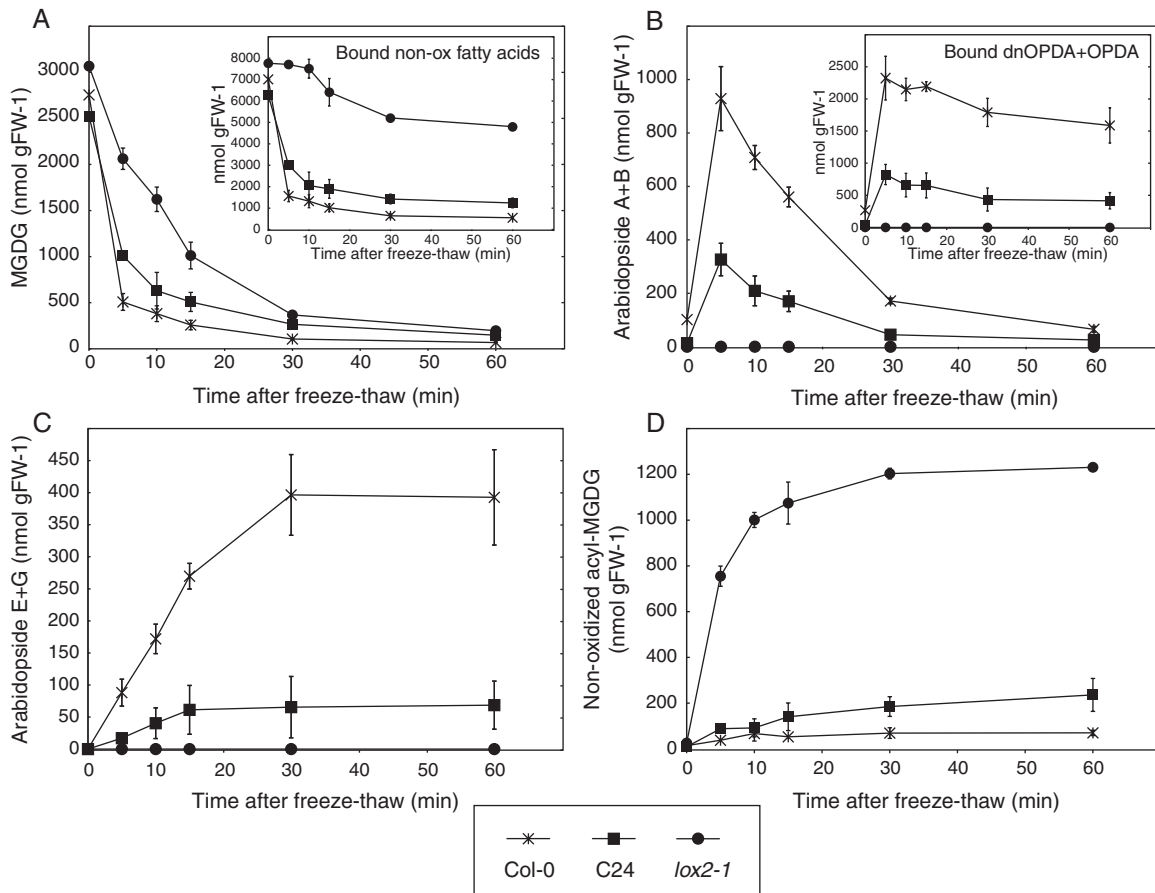 A
MGDG (nmol gFW-1)
3000
2500
2000
1500
1000
500
0
0 10 20 30 40 50 60
Time after freeze-thaw (min)
Bound non-ox fatty acids
nmol gFW-1
8000
7000
6000
5000
4000
3000
2000
1000
0
0 10 20 30 40 50 60
Time after freeze-thaw (min)
B
Arabidopside A+B (nmol gFW-1)
1000
800
600
400
200
0
0 10 20 30 40 50 60
Time after freeze-thaw (min)
Bound dnOPDA+OPDA
nmol gFW-1
2500
2000
1500
1000
500
0
0 10 20 30 40 50 60
Time after freeze-thaw (min)
C
Arabidopside E+G (nmol gFW-1)
450
400
350
300
250
200
150
100
50
0
0 10 20 30 40 50 60
Time after freeze-thaw (min)
D
Non-oxidized acyl-MGDG
(nmol gFW-1)
1200
1000
800
600
400
200
0
0 10 20 30 40 50 60
Time after freeze-thaw (min)
Col-0 C24 lox2-1